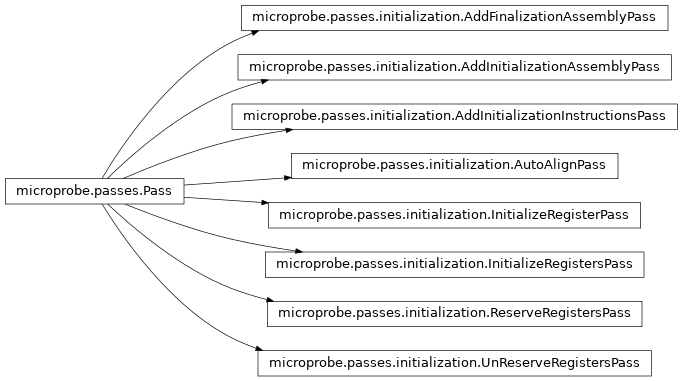 microprobe.passes.initialization.AddFinalizationAssemblyPass
microprobe.passes.initialization.AddInitializationAssemblyPass
microprobe.passes.initialization.AddInitializationInstructionsPass
microprobe.passes.initialization.AutoAlignPass
microprobe.passes.Pass
microprobe.passes.initialization.InitializeRegisterPass
microprobe.passes.initialization.InitializeRegistersPass
microprobe.passes.initialization.ReserveRegistersPass
microprobe.passes.initialization.UnReserveRegistersPass